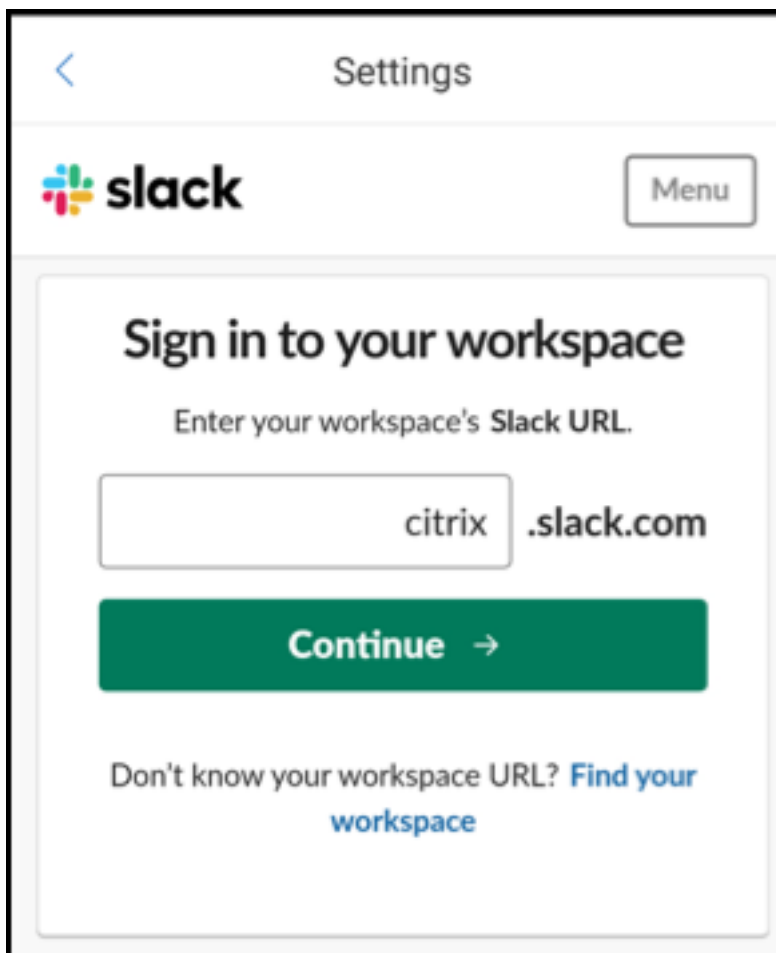 Settings
slack
Menu
Sign in to your workspace
Enter your workspace's Slack URL.
citrix .slack.com
Continue →
Don't know your workspace URL? Find your
workspace